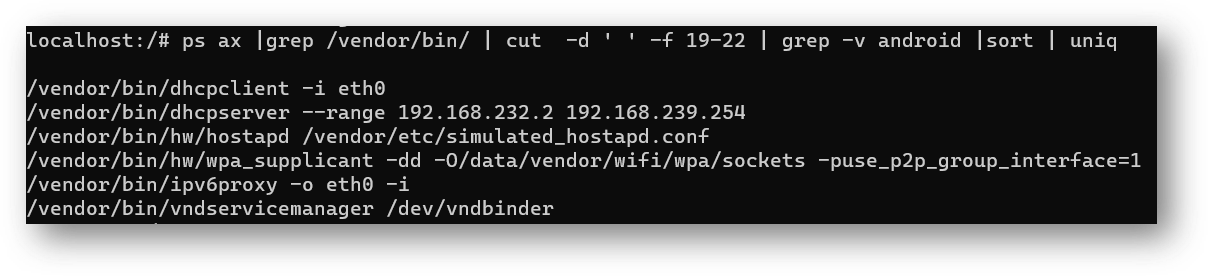 localhost:/# ps ax |grep /vendor/bin/ | cut  -d ' ' -f 19-22 | grep -v android |sort | uniq
/vendor/bin/dhcpclient -i eth0
/vendor/bin/dhcpserver --range 192.168.232.2 192.168.239.254
/vendor/bin/hw/hostapd /vendor/etc/simulated_hostapd.conf
/vendor/bin/hw/wpa_supplicant -dd -O/data/vendor/wifi/wpa/sockets -puse_p2p_group_interface=1
/vendor/bin/ipv6proxy -o eth0 -i
/vendor/bin/vndservicemanager /dev/vndbinder